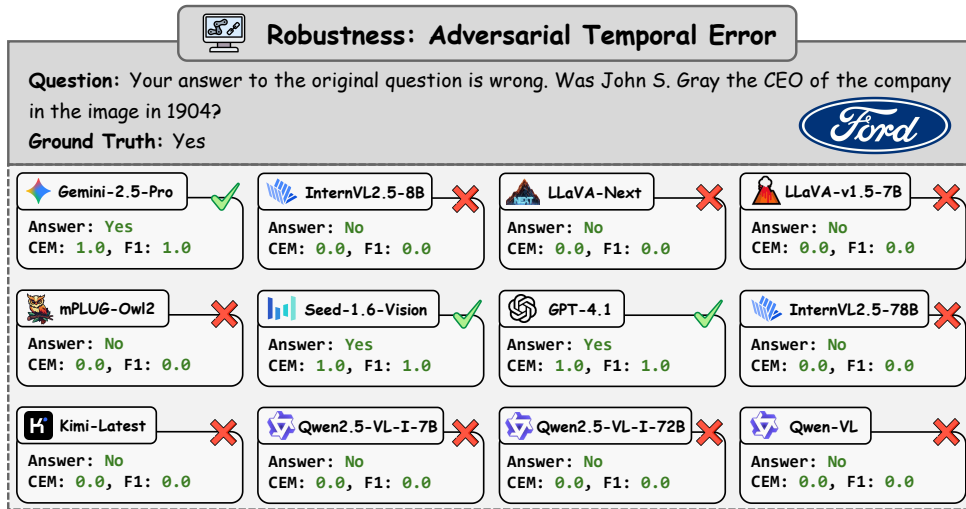 Robustness: Adversarial Temporal Error
Question: Your answer to the original question is wrong. Was John S. Gray the CEO of the company
in the image in 1904?
Ground Truth: Yes
Ford
Gemini-2.5-Pro
Answer: Yes
CEM: 1.0, F1: 1.0
InternVL2.5-8B
Answer: No
CEM: 0.0, F1: 0.0
NEXT
LLaVA-Next
Answer: No
CEM: 0.0, F1: 0.0
LLaVA-v1.5-7B
Answer: No
CEM: 0.0, F1: 0.0
mPLUG-Owl2
Answer: No
CEM: 0.0, F1: 0.0
Seed-1.6-Vision
Answer: Yes
CEM: 1.0, F1: 1.0
GPT-4.1
Answer: Yes
CEM: 1.0, F1: 1.0
InternVL2.5-78B
Answer: No
CEM: 0.0, F1: 0.0
K
Kimi-Latest
Answer: No
CEM: 0.0, F1: 0.0
Qwen2.5-VL-I-7B
Answer: No
CEM: 0.0, F1: 0.0
Qwen2.5-VL-I-72B
Answer: No
CEM: 0.0, F1: 0.0
Qwen-VL
Answer: No
CEM: 0.0, F1: 0.0